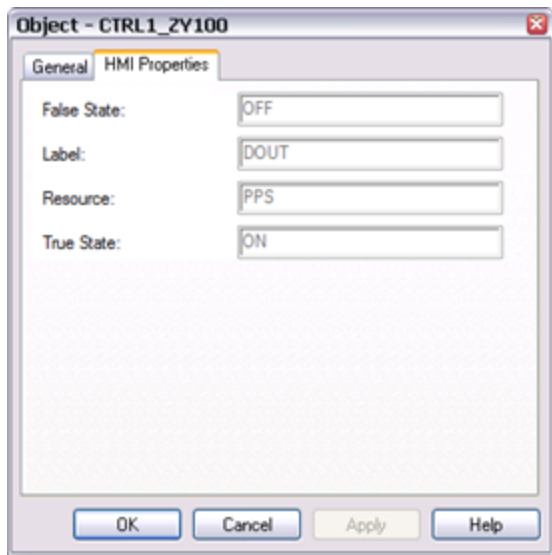 Object - CTRL1_ZY100
General HMI Properties
False State: OFF
Label: DOUT
Resource: PPS
True State: ON
OK Cancel Apply Help